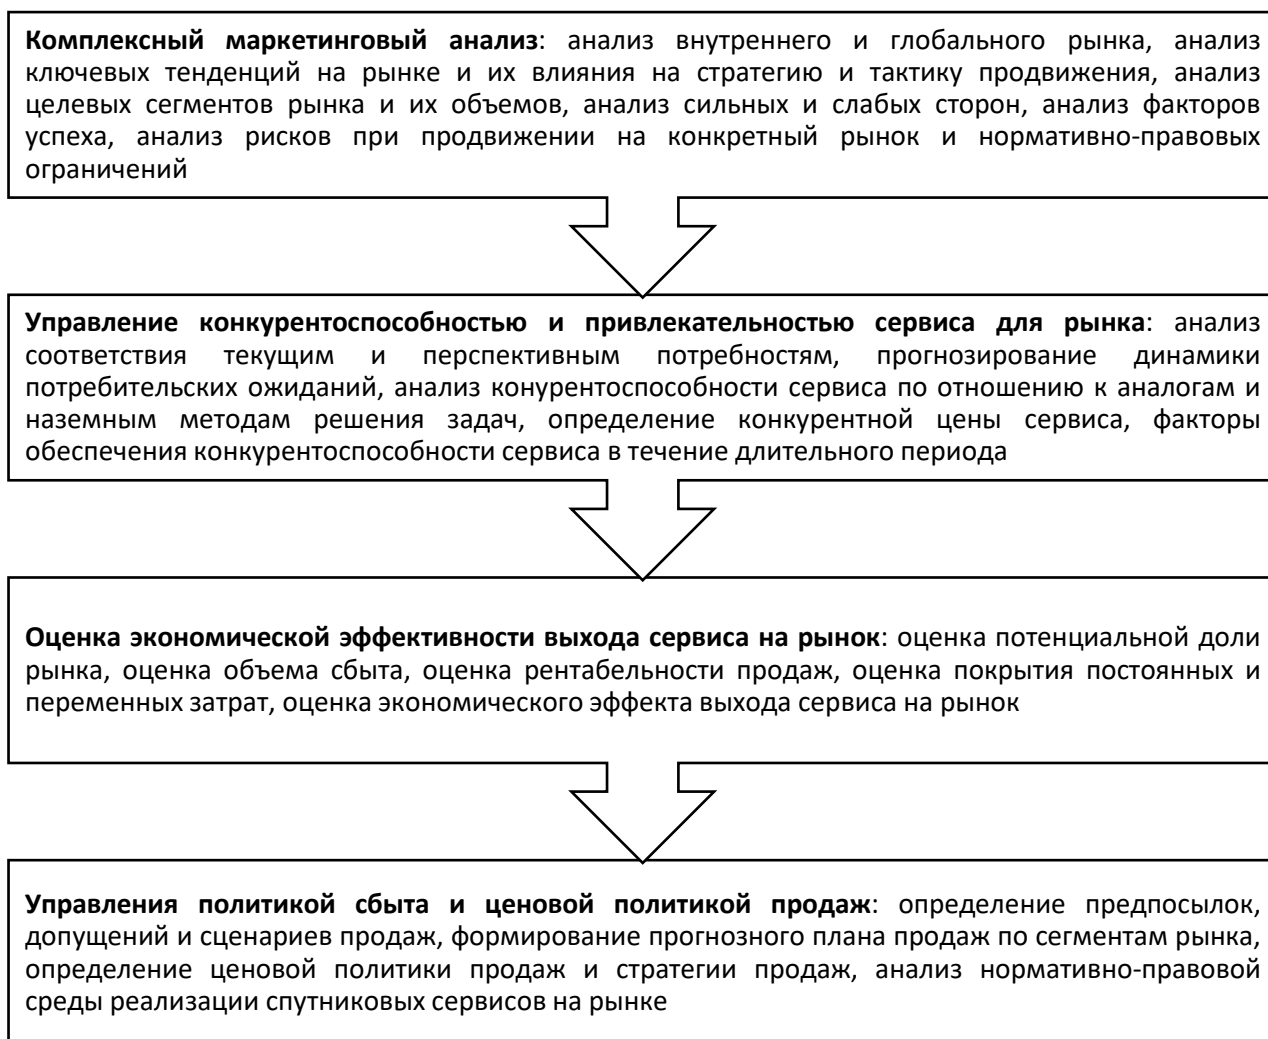 Комплексный маркетинговый анализ: анализ внутреннего и глобального рынка, анализ
ключевых тенденций на рынке и их влияния на стратегию и тактику продвижения, анализ
целевых сегментов рынка и их объемов, анализ сильных и слабых сторон, анализ факторов
успеха, анализ рисков при продвижении на конкретный рынок и нормативно-правовых
ограничений
Управление конкурентоспособностью и привлекательностью сервиса для рынка: анализ
соответствия текущим и перспективным потребностям, прогнозирование динамики
потребительских ожиданий, анализ конурентоспособности сервиса по отношению к аналогам и
наземным методам решения задач, определение конкурентной цены сервиса, факторы
обеспечения конкурентоспособности сервиса в течение длительного периода
Оценка экономической эффективности выхода сервиса на рынок: оценка потенциальной доли
рынка, оценка объема сбыта, оценка рентабельности продаж, оценка покрытия постоянных и
переменных затрат, оценка экономического эффекта выхода сервиса на рынок
Управления политикой сбыта и ценовой политикой продаж: определение предпосылок,
допущений и сценариев продаж, формирование прогнозного плана продаж по сегментам рынка,
определение ценовой политики продаж и стратегии продаж, анализ нормативно-правовой
среды реализации спутниковых сервисов на рынке